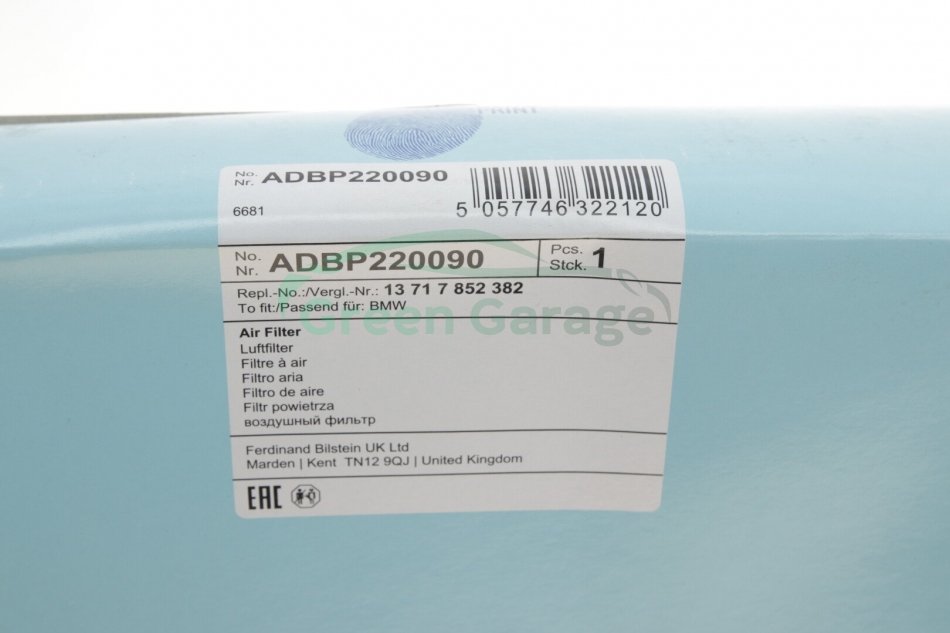 PRINT
No.
Nr. ADBP220090
6681
5 057746 322120
No.
Nr. ADBP220090
Pcs.
Stck. 1
Repl.-No.:/Vergl.-Nr.: 13 71 7 852 382
To fit:/Passend für: BMW
Green Garage
Air Filter
Luftfilter
Filtre à air
Filtro aria
Filtro de aire
Filtr powietrza
воздушный фильтр
Ferdinand Bilstein UK Ltd
Marden | Kent TN12 9QJ | United Kingdom
EAC